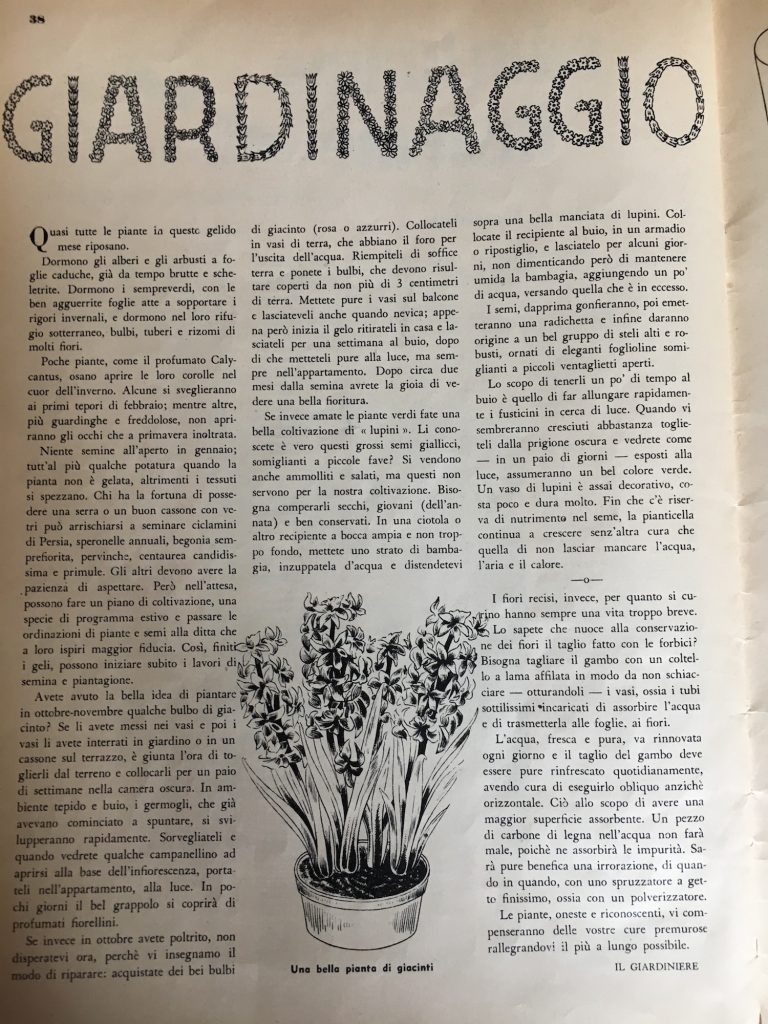 38
GIARDINAGGIO
Quasi tutte le piante in queste gelido
mese riposano.
Dormono gli alberi e gli arbusti a fo-
glie caduche, già da tempo brutte e sche-
letrite. Dormono i sempreverdi, con le
ben agguerrite foglie atte a sopportare i
rigori invernali, e dormono nel loro rifu-
gio sotterraneo, bulbi, tuberi e rizomi di
molti fiori.
Poche piante, come il profumato Caly-
cantus, osano aprire le loro corolle nel
cuor dell'inverno. Alcune si sveglieranno
ai primi tepori di febbraio; mentre altre,
più guardinghe e freddolose, non apri-
ranno gli occhi che a primavera inoltrata.
Niente semine all'aperto in gennaio;
tutt'al più qualche potatura quando la
pianta non è gelata, altrimenti i tessuti
si spezzano. Chi ha la fortuna di posse-
dere una serra o un buon cassone con ve-
tri può arrischiarsi a seminare ciclamini
di Persia, speronelle annuali, begonia sem-
prefiorita, pervinche, centaurea candidis-
sima e primule. Gli altri devono avere la
pazienza di aspettare. Però nell'attesa,
possono fare un piano di coltivazione, una
specie di programma estivo e passare le
ordinazioni di piante e semi alla ditta che
a loro ispiri maggior fiducia. Così, finiti
i geli, possono iniziare subito i lavori di
semina e piantagione.
Avete avuto la bella idea di piantare
in ottobre-novembre qualche bulbo di gia-
cinto? Se li avete messi nei vasi e poi i
vasi li avete interrati in giardino o in un
cassone sul terrazzo, è giunta l'ora di to-
glierli dal terreno e collocarli per un paio
di settimane nella camera oscura. In am-
biente tepido e buio, i germogli, che già
avevano cominciato a spuntare, si svi-
lupperanno rapidamente. Sorvegliateli e
quando vedrete qualche campanellino ad
aprirsi alla base dell'infiorescenza, porta-
teli nell'appartamento, alla luce. In po-
chi giorni il bel grappolo si coprirà di
profumati fiorellini.
Se invece in ottobre avete poltrito, non
disperatevi ora, perchè vi insegnamo il
modo di riparare: acquistate dei bei bulbi
di giacinto (rosa o azzurri). Collocateli
in vasi di terra, che abbiano il foro per
l'uscita dell'acqua. Riempiteli di soffice
terra e ponete i bulbi, che devono risul-
tare coperti da non più di 3 centimetri
di terra. Mettete pure i vasi sul balcone
e lasciateveli anche quando nevica; appe-
na però inizia il gelo ritirateli in casa e la-
sciateli per una settimana al buio, dopo
di che metteteli pure alla luce, ma sem-
pre nell'appartamento. Dopo circa due
mesi dalla semina avrete la gioia di ve-
dere una bella fioritura.
Se invece amate le piante verdi fate una
bella coltivazione di « lupini ». Li cono-
scete è vero questi grossi semi giallicci,
somiglianti a piccole fave? Si vendono
anche ammolliti e salati, ma questi non
servono per la nostra coltivazione. Biso-
gna comperarli secchi, giovani (dell'an-
nata) e ben conservati. In una ciotola o
altro recipiente a bocca ampia e non trop-
po fondo, mettete uno strato di bamba-
gia, inzuppatela d'acqua e distendetevi
Una bella pianta di giacinti
sopra una bella manciata di lupini. Col-
locate il recipiente al buio, in un armadio
o ripostiglio, e lasciatelo per alcuni gior-
ni, non dimenticando però di mantenere
umida la bambagia, aggiungendo un po'
di acqua, versando quella che è in eccesso.
I semi, dapprima gonfieranno, poi emet-
teranno una radichetta e infine daranno
origine a un bel gruppo di steli alti e ro-
busti, ornati di eleganti foglioline somi-
glianti a piccoli ventaglietti aperti.
Lo scopo di tenerli un po' di tempo al
buio è quello di far allungare rapidamen-
te i fusticini in cerca di luce. Quando vi
sembreranno cresciuti abbastanza toglie-
teli dalla prigione oscura e vedrete come
— in un paio di giorni — esposti alla
luce, assumeranno un bel colore verde.
Un vaso di lupini è assai decorativo, co-
sta poco e dura molto. Fin che c'è riser-
va di nutrimento nel seme, la pianticella
continua a crescere senz'altra cura che
quella di non lasciar mancare l'acqua,
l'aria e il calore.
—o—
I fiori recisi, invece, per quanto si cu-
rino hanno sempre una vita troppo breve.
Lo sapete che nuoce alla conservazio-
ne dei fiori il taglio fatto con le forbici?
Bisogna tagliare il gambo con un coltel-
lo a lama affilata in modo da non schiac-
ciare — otturandoli — i vasi, ossia i tubi
sottilissimi incaricati di assorbire l'acqua
e di trasmetterla alle foglie, ai fiori.
L'acqua, fresca e pura, va rinnovata
ogni giorno e il taglio del gambo deve
essere pure rinfrescato quotidianamente,
avendo cura di eseguirlo obliquo anzichè
orizzontale. Ciò allo scopo di avere una
maggior superficie assorbente. Un pezzo
di carbone di legna nell'acqua non farà
male, poichè ne assorbirà le impurità. Sa-
rà pure benefica una irrorazione, di quan-
do in quando, con uno spruzzatore a get-
to finissimo, ossia con un polverizzatore.
Le piante, oneste e riconoscenti, vi com-
penseranno delle vostre cure premurose
rallegrandovi il più a lungo possibile.
IL GIARDINIERE